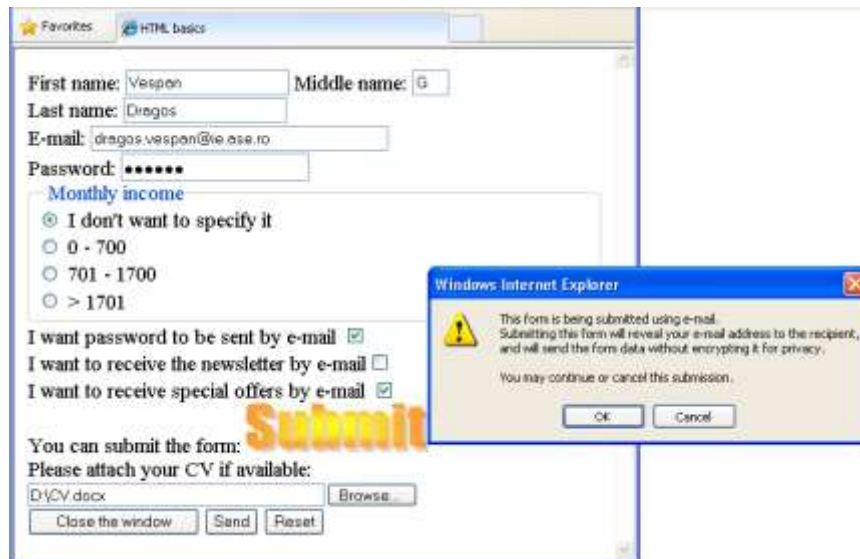 Favorites HTML basics
First name: Vespan Middle name: G
Last name: Dragos
E-mail: dragos.vespan@ie.ase.ro
Password: ●●●●●●
Monthly income
I don't want to specify it
0 - 700
701 - 1700
> 1701
I want password to be sent by e-mail
I want to receive the newsletter by e-mail
I want to receive special offers by e-mail
You can submit the form: Submit
Please attach your CV if available:
D:\CV.docx Browse...
Close the window Send Reset
Windows Internet Explorer
This form is being submitted using e-mail.
Submitting this form will reveal your e-mail address to the recipient,
and will send the form data without encrypting it for privacy.
You may continue or cancel this submission.
OK Cancel